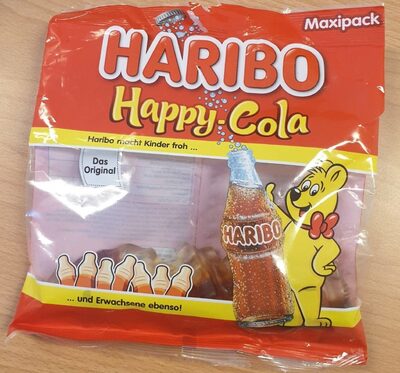 Maxipack
HARIBO
Happy-Cola
Haribo macht Kinder froh ...
Das
Original
HARIBO
... und Erwachsene ebenso!